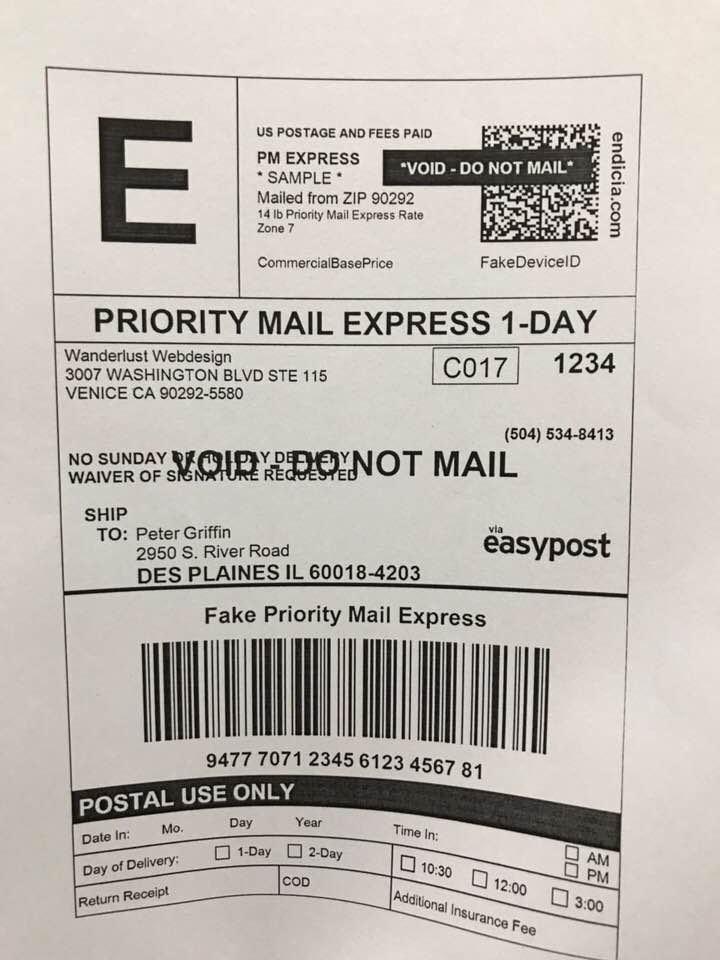 E
US POSTAGE AND FEES PAID
PM EXPRESS
* SAMPLE *
Mailed from ZIP 90292
14 lb Priority Mail Express Rate
Zone 7
CommercialBasePrice
*VOID - DO NOT MAIL*
endicia.com
FakeDeviceID
PRIORITY MAIL EXPRESS 1-DAY
Wanderlust Webdesign
3007 WASHINGTON BLVD STE 115
VENICE CA 90292-5580
C017 1234
(504) 534-8413
NO SUNDAY OR HOLIDAY DELIVERY
WAIVER OF SIGNATURE REQUESTED
VOID - DO NOT MAIL
SHIP
TO: Peter Griffin
2950 S. River Road
DES PLAINES IL 60018-4203
via
easypost
Fake Priority Mail Express
9477 7071 2345 6123 4567 81
POSTAL USE ONLY
Date In: Mo. Day Year Time In: AM
PM
Day of Delivery: 1-Day 2-Day 10:30 12:00 3:00
Return Receipt COD Additional Insurance Fee